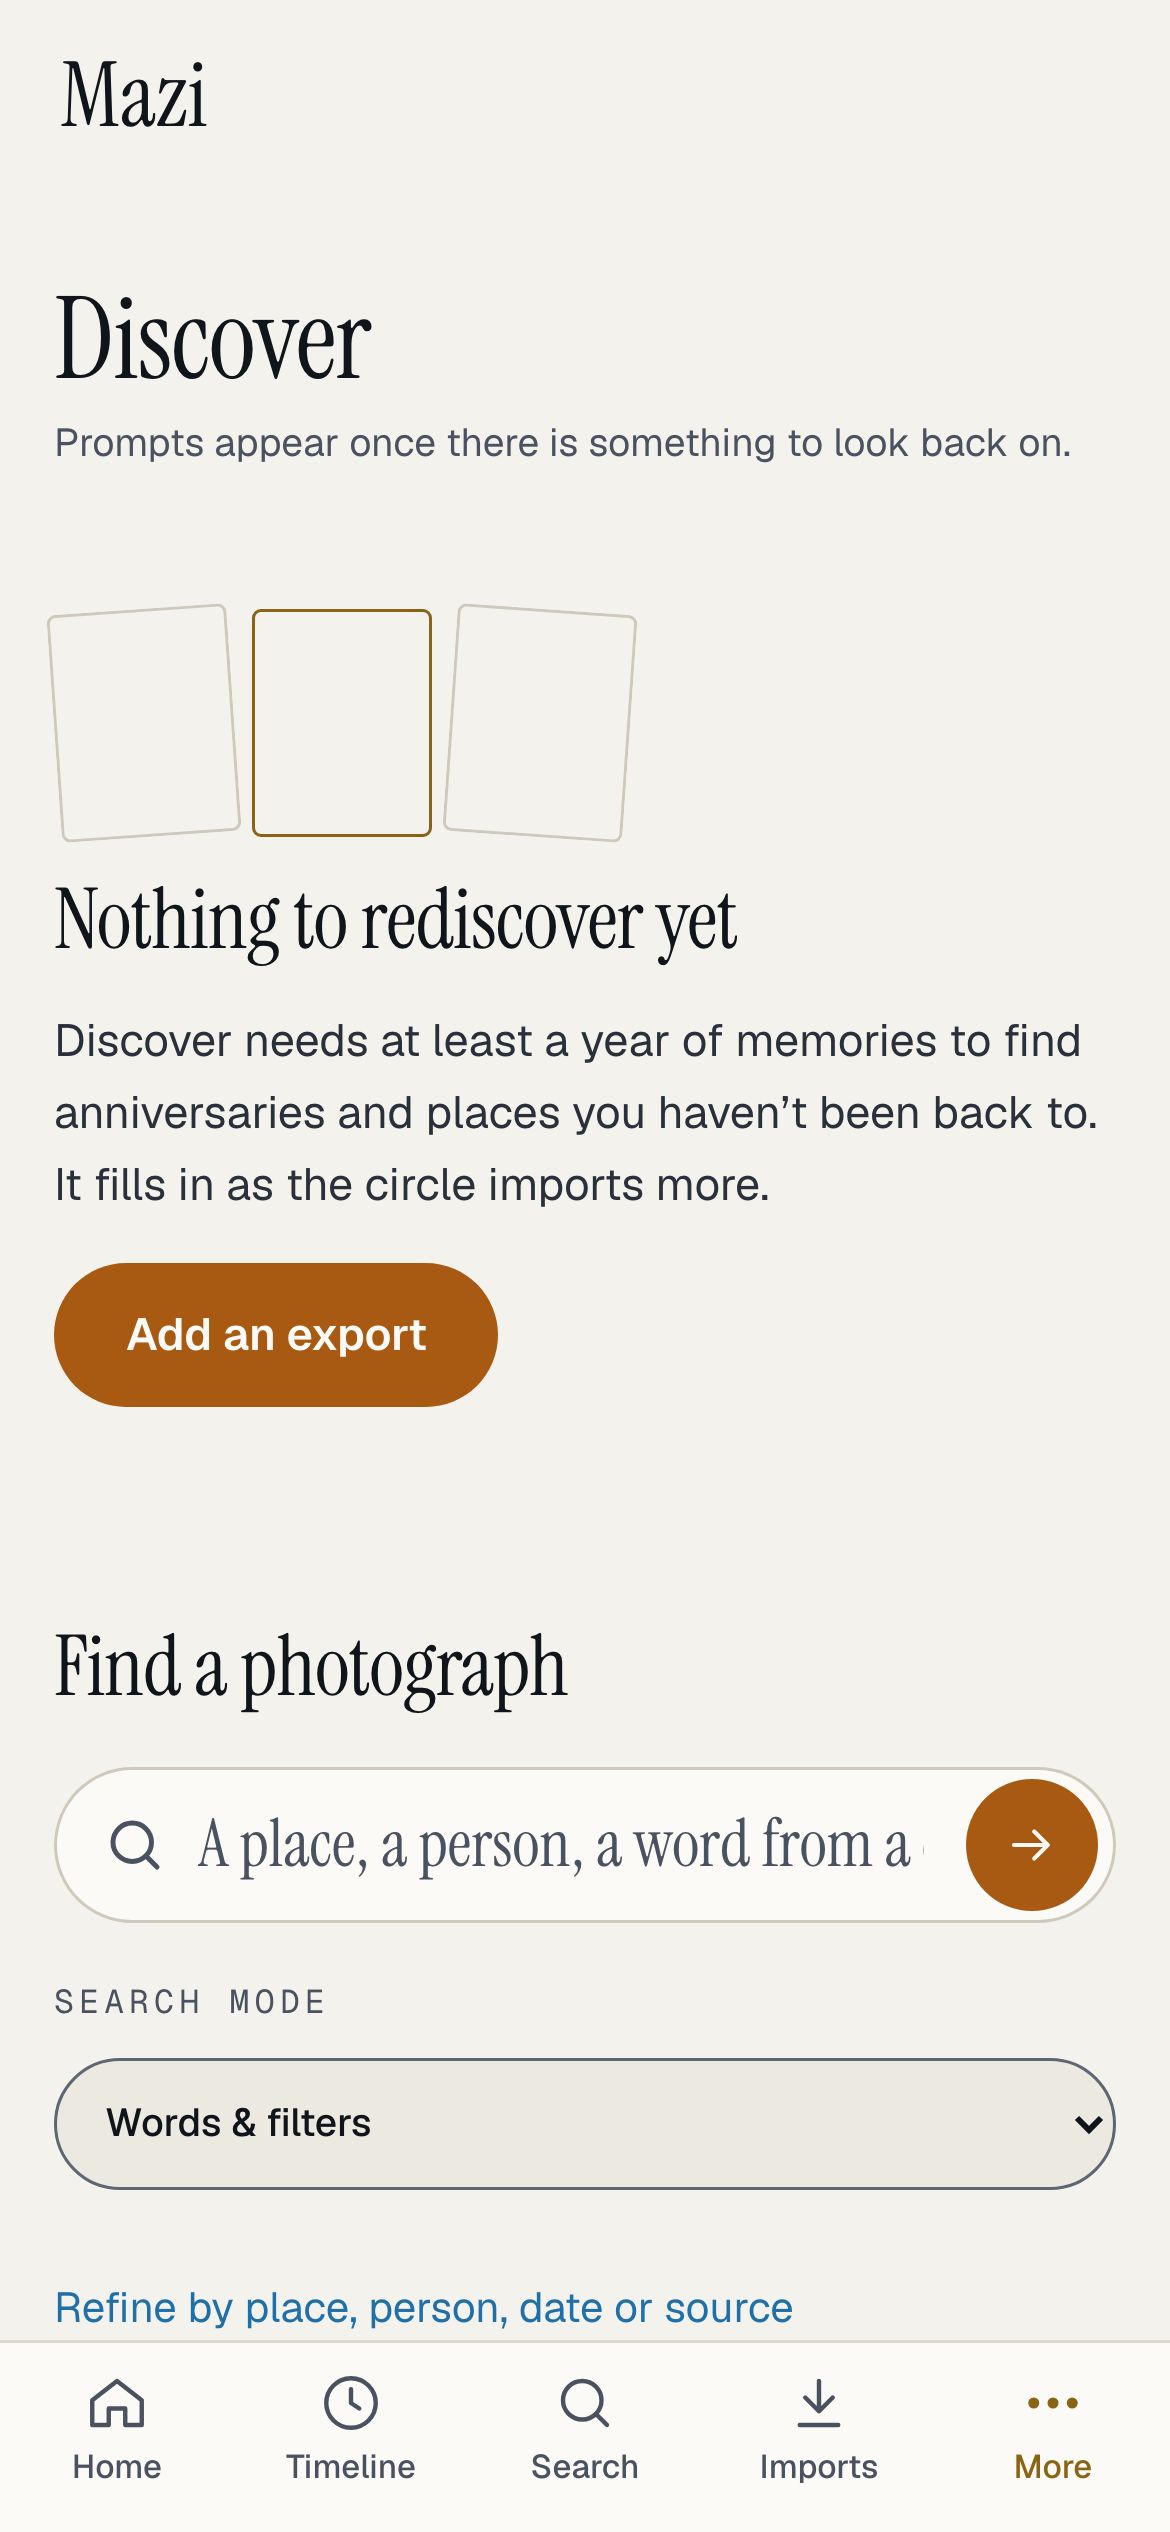 Mazi
Discover
Prompts appear once there is something to look back on.
Nothing to rediscover yet
Discover needs at least a year of memories to find
anniversaries and places you haven’t been back to.
It fills in as the circle imports more.
Add an export
Find a photograph
A place, a person, a word from a
SEARCH MODE
Words & filters
Refine by place, person, date or source
Home
Timeline
Search
Imports
More